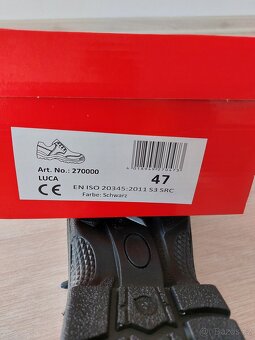 Art. No.: 270000
LUCA
47
CE EN ISO 20345:2011 S3 SRC
Farbe: Schwarz